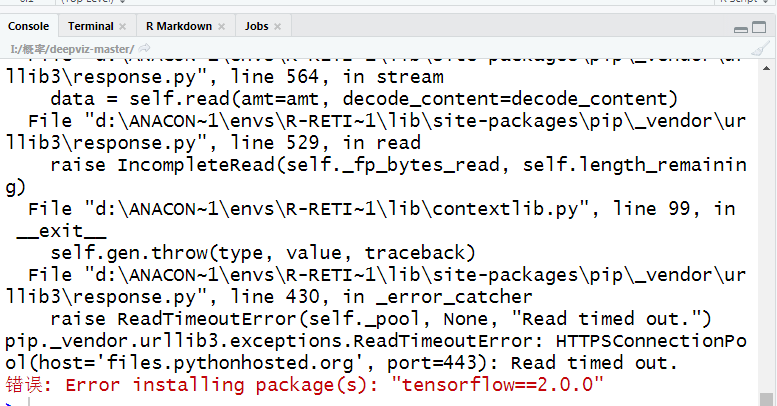 (Top Level)
R Script
Console
Terminal ×
R Markdown ×
Jobs ×
I:/概率/deepviz-master/
llib3\response.py", line 564, in stream
    data = self.read(amt=amt, decode_content=decode_content)
  File "d:\ANACON~1\envs\R-RETI~1\lib\site-packages\pip\_vendor\ur
llib3\response.py", line 529, in read
    raise IncompleteRead(self._fp_bytes_read, self.length_remainin
g)
  File "d:\ANACON~1\envs\R-RETI~1\lib\contextlib.py", line 99, in
 __exit__
    self.gen.throw(type, value, traceback)
  File "d:\ANACON~1\envs\R-RETI~1\lib\site-packages\pip\_vendor\ur
llib3\response.py", line 430, in _error_catcher
    raise ReadTimeoutError(self._pool, None, "Read timed out.")
pip._vendor.urllib3.exceptions.ReadTimeoutError: HTTPSConnectionPo
ol(host='files.pythonhosted.org', port=443): Read timed out.
错误: Error installing package(s): "tensorflow==2.0.0"